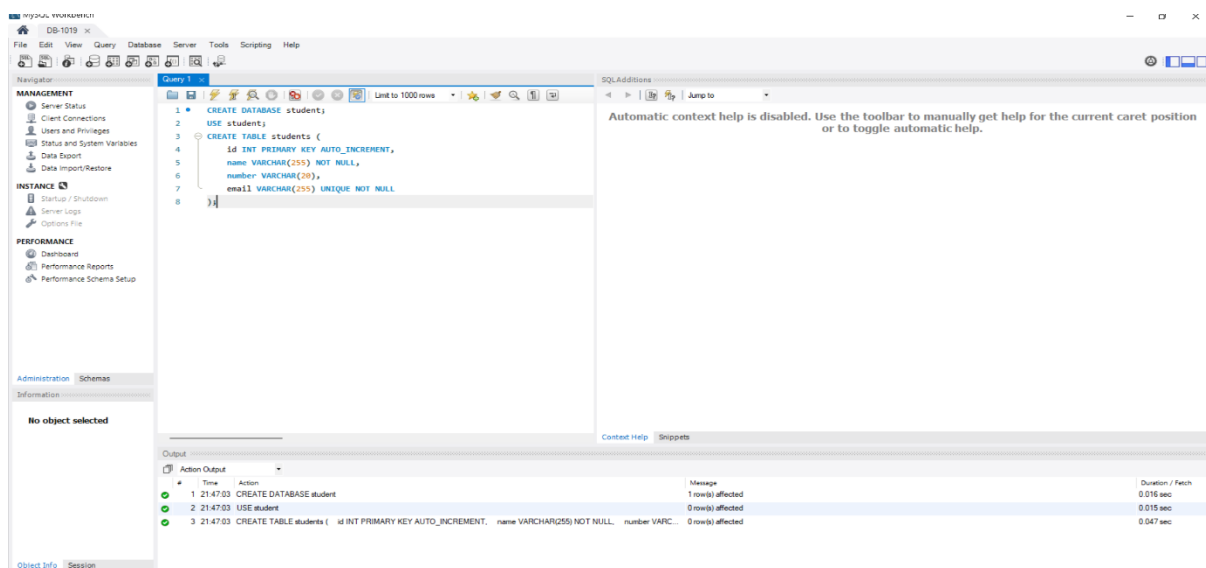 MySQL Workbench
DB-1019
File Edit View Query Database Server Tools Scripting Help
Navigator
MANAGEMENT
Server Status
Client Connections
Users and Privileges
Status and System Variables
Data Export
Data Import/Restore
INSTANCE
Startup / Shutdown
Server Logs
Options File
PERFORMANCE
Dashboard
Performance Reports
Performance Schema Setup
Administration Schemas
Information
No object selected
Object Info Session
Query 1
Limit to 1000 rows
1 CREATE DATABASE student;
2 USE student;
3 CREATE TABLE students (
4 id INT PRIMARY KEY AUTO_INCREMENT,
5 name VARCHAR(255) NOT NULL,
6 number VARCHAR(20),
7 email VARCHAR(255) UNIQUE NOT NULL
8 );
SQLAdditions
Jump to
Automatic context help is disabled. Use the toolbar to manually get help for the current caret position
or to toggle automatic help.
Context Help Snippets
Output
Action Output
# Time Action Message Duration / Fetch
1 21:47:03 CREATE DATABASE student 1 row(s) affected 0.016 sec
2 21:47:03 USE student 0 row(s) affected 0.015 sec
3 21:47:03 CREATE TABLE students ( id INT PRIMARY KEY AUTO_INCREMENT, name VARCHAR(255) NOT NULL, number VARC... 0 row(s) affected 0.047 sec